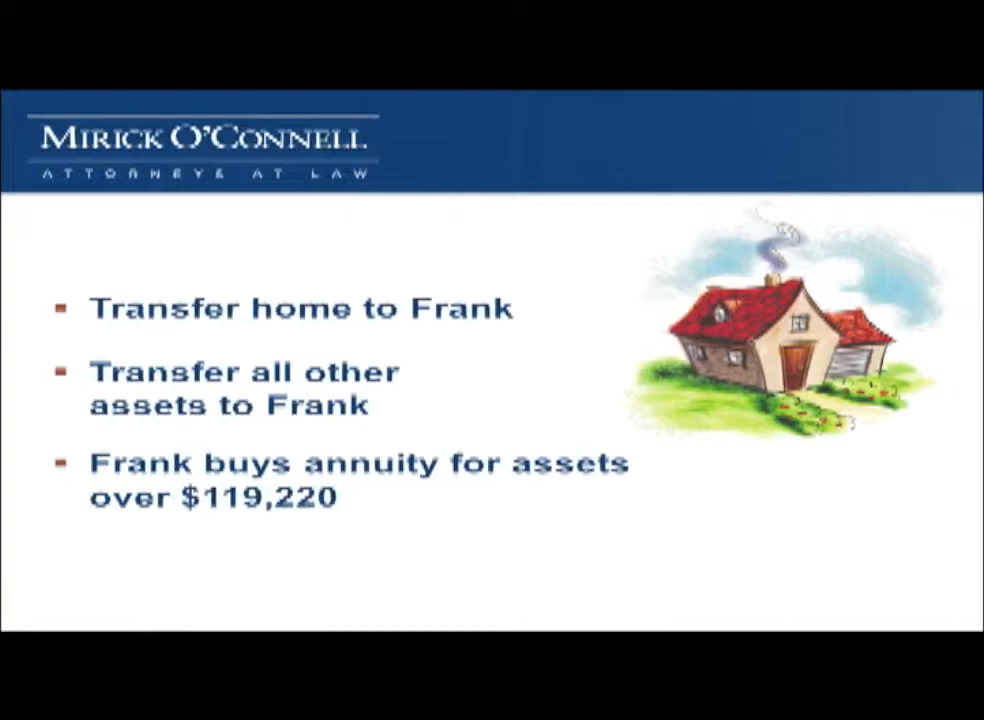 MIRICK O'CONNELL
ATTORNEYS AT LAW
▪ Transfer home to Frank
▪ Transfer all other
assets to Frank
▪ Frank buys annuity for assets
over $119,220